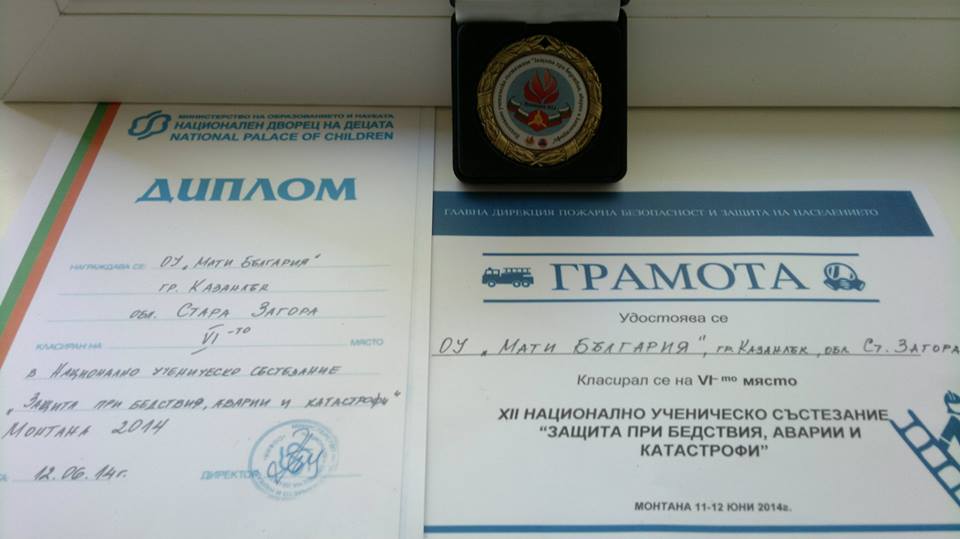 МИНИСТЕРСТВО НА ОБРАЗОВАНИЕТО И НАУКАТА
НАЦИОНАЛЕН ДВОРЕЦ НА ДЕЦАТА
NATIONAL PALACE OF CHILDREN
ДИПЛОМ
НАГРАЖДАВА СЕ ОУ „МАТИ БЪЛГАРИЯ"
ГР. КАЗАНЛЪК
ОБЛ. СТАРА ЗАГОРА
КЛАСИРАН НА VI-ТО МЯСТО
В НАЦИОНАЛНО УЧЕНИЧЕСКО СЪСТЕЗАНИЕ
„ЗАЩИТА ПРИ БЕДСТВИЯ, АВАРИИ И КАТАСТРОФИ"
МОНТАНА 2014
12.06.14г. ДИРЕКТОР
ГЛАВНА ДИРЕКЦИЯ ПОЖАРНА БЕЗОПАСНОСТ И ЗАЩИТА НА НАСЕЛЕНИЕТО
ГРАМОТА
Удостоява се
ОУ „МАТИ БЪЛГАРИЯ", ГР. КАЗАНЛЪК, ОБЛ. СТ. ЗАГОРА
Класирал се на VI-то място
XII НАЦИОНАЛНО УЧЕНИЧЕСКО СЪСТЕЗАНИЕ
"ЗАЩИТА ПРИ БЕДСТВИЯ, АВАРИИ И
КАТАСТРОФИ"
МОНТАНА 11-12 ЮНИ 2014г.